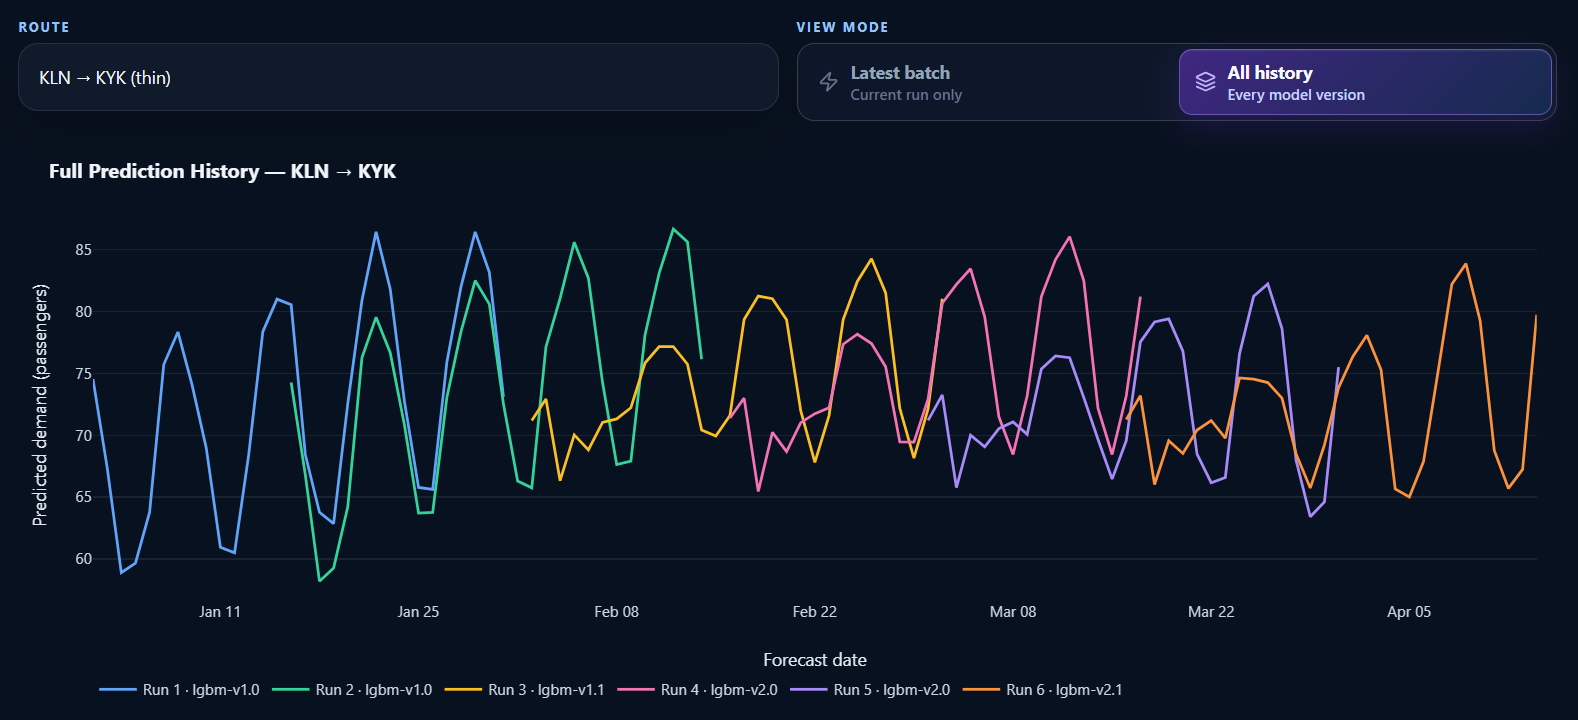 ROUTE
KLN → KYK (thin)
VIEW MODE
Latest batch
Current run only
All history
Every model version
Full Prediction History — KLN → KYK
Predicted demand (passengers)
85
80
75
70
65
60
Jan 11
Jan 25
Feb 08
Feb 22
Mar 08
Mar 22
Apr 05
Forecast date
Run 1 · lgbm-v1.0
Run 2 · lgbm-v1.0
Run 3 · lgbm-v1.1
Run 4 · lgbm-v2.0
Run 5 · lgbm-v2.0
Run 6 · lgbm-v2.1